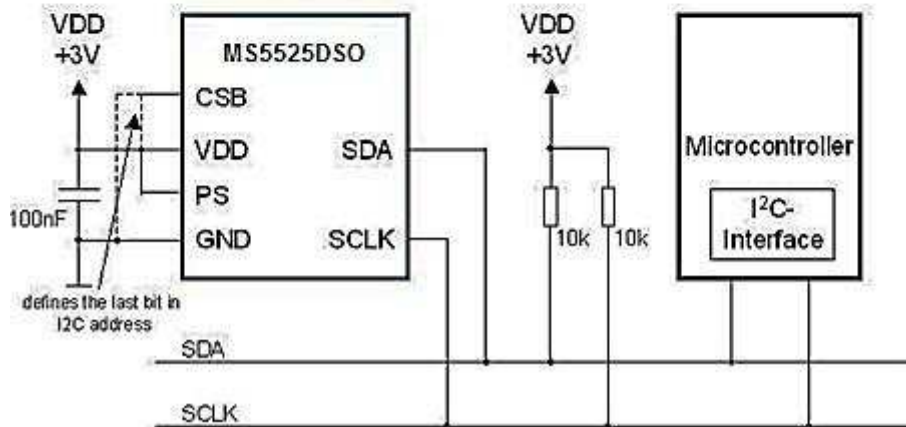 VDD
+3V
MS5525DSO
CSB
VDD
PS
GND
SDA
SCLK
100nF
defines the last bit in
I2C address
VDD
+3V
10k
10k
Microcontroller
I²C-
Interface
SDA
SCLK